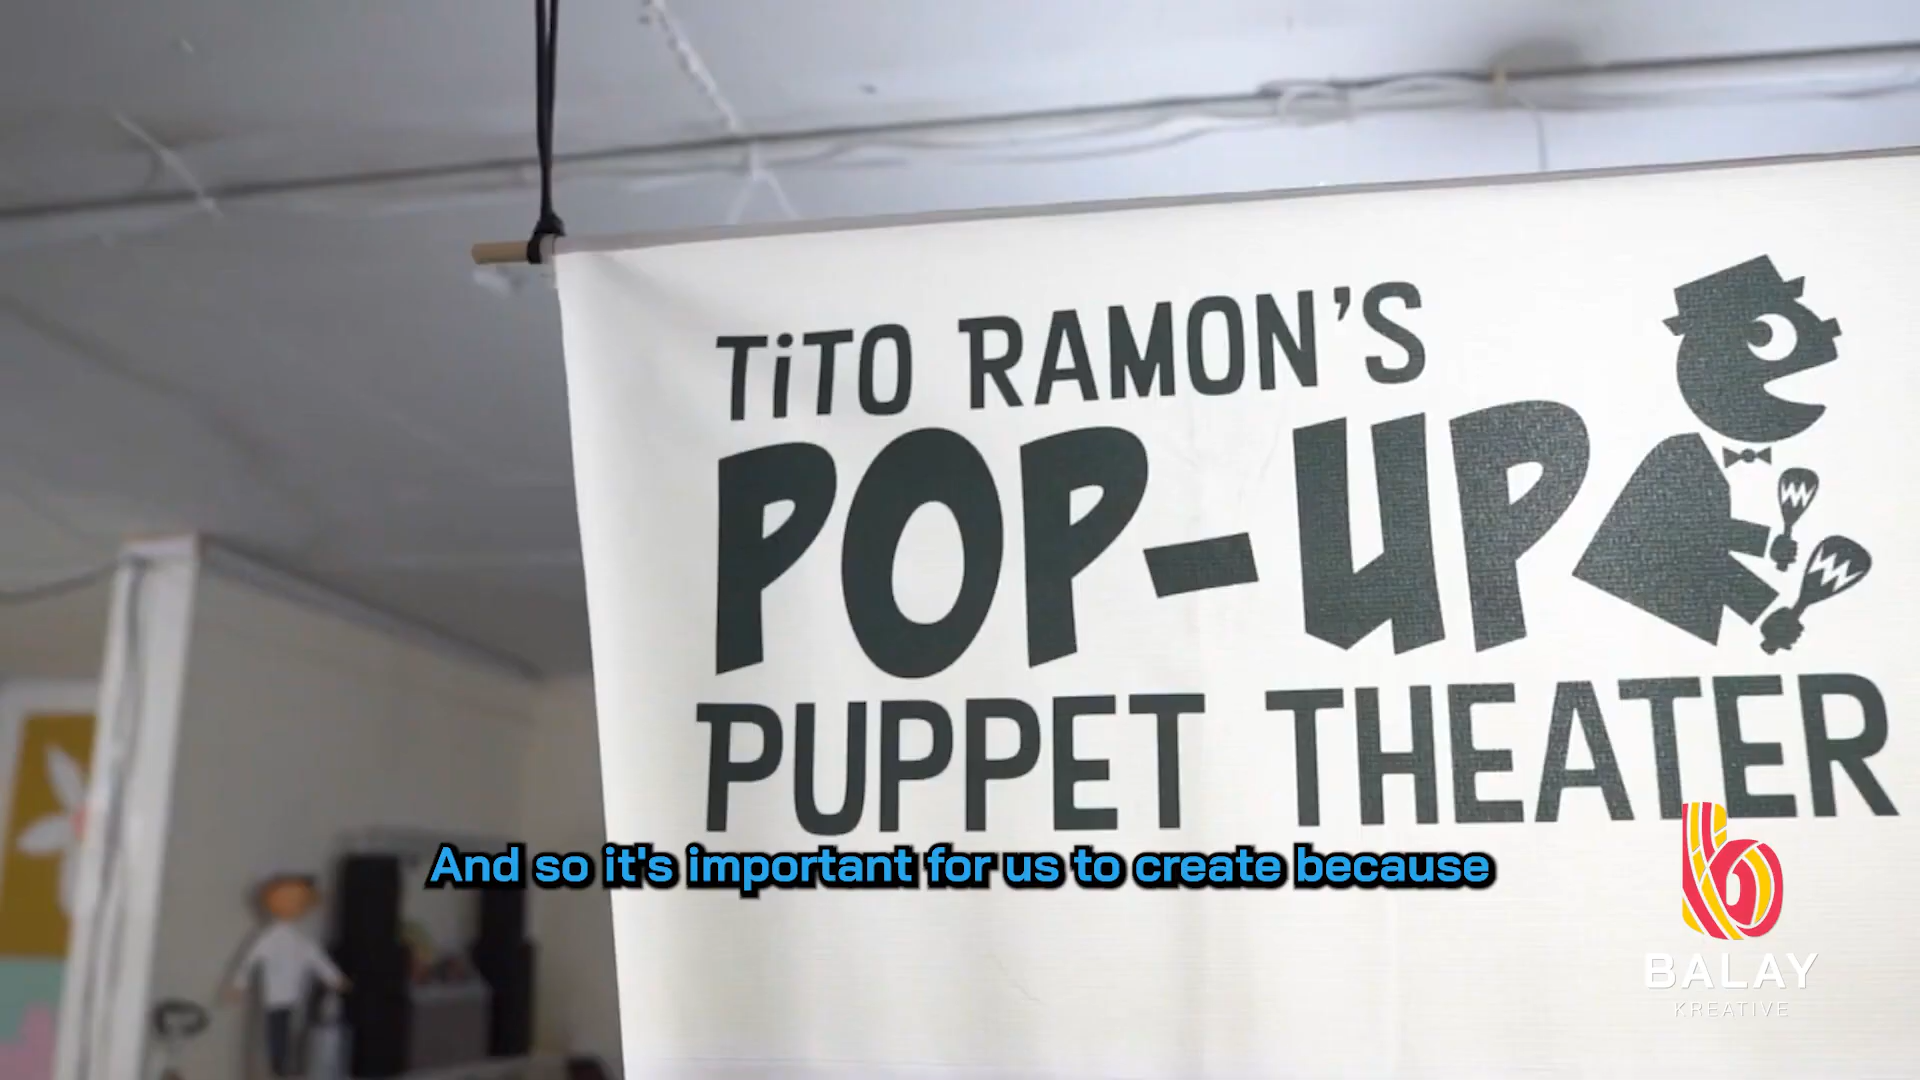 TiTO RAMON'S
POP-UP
PUPPET THEATER
And so it's important for us to create because
BALAY
KREATIVE